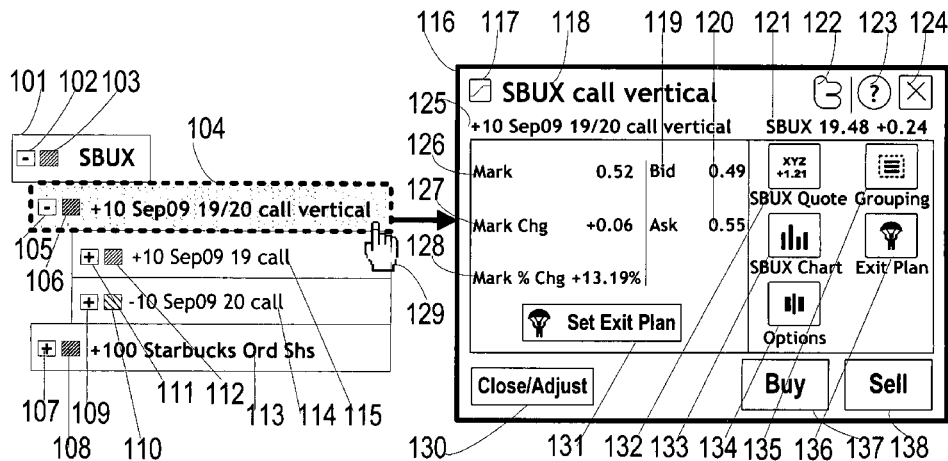 116 117 118 119 120 121 122 123 124
101 102 103
104
125
126
127
128
SBUX call vertical ?
+10 Sep09 19/20 call vertical SBUX 19.48 +0.24
- SBUX
- +10 Sep09 19/20 call vertical
+ +10 Sep09 19 call
+ -10 Sep09 20 call
+ +100 Starbucks Ord Shs
Mark 0.52 Bid 0.49
Mark Chg +0.06 Ask 0.55
Mark % Chg +13.19%
Set Exit Plan
XYZ
+1.21
SBUX Quote Grouping
SBUX Chart Exit Plan
Options
Close/Adjust Buy Sell
105
106
129
107
108
109
110
111 112 113 114 115
130 131 132 133 134 135 136 137 138